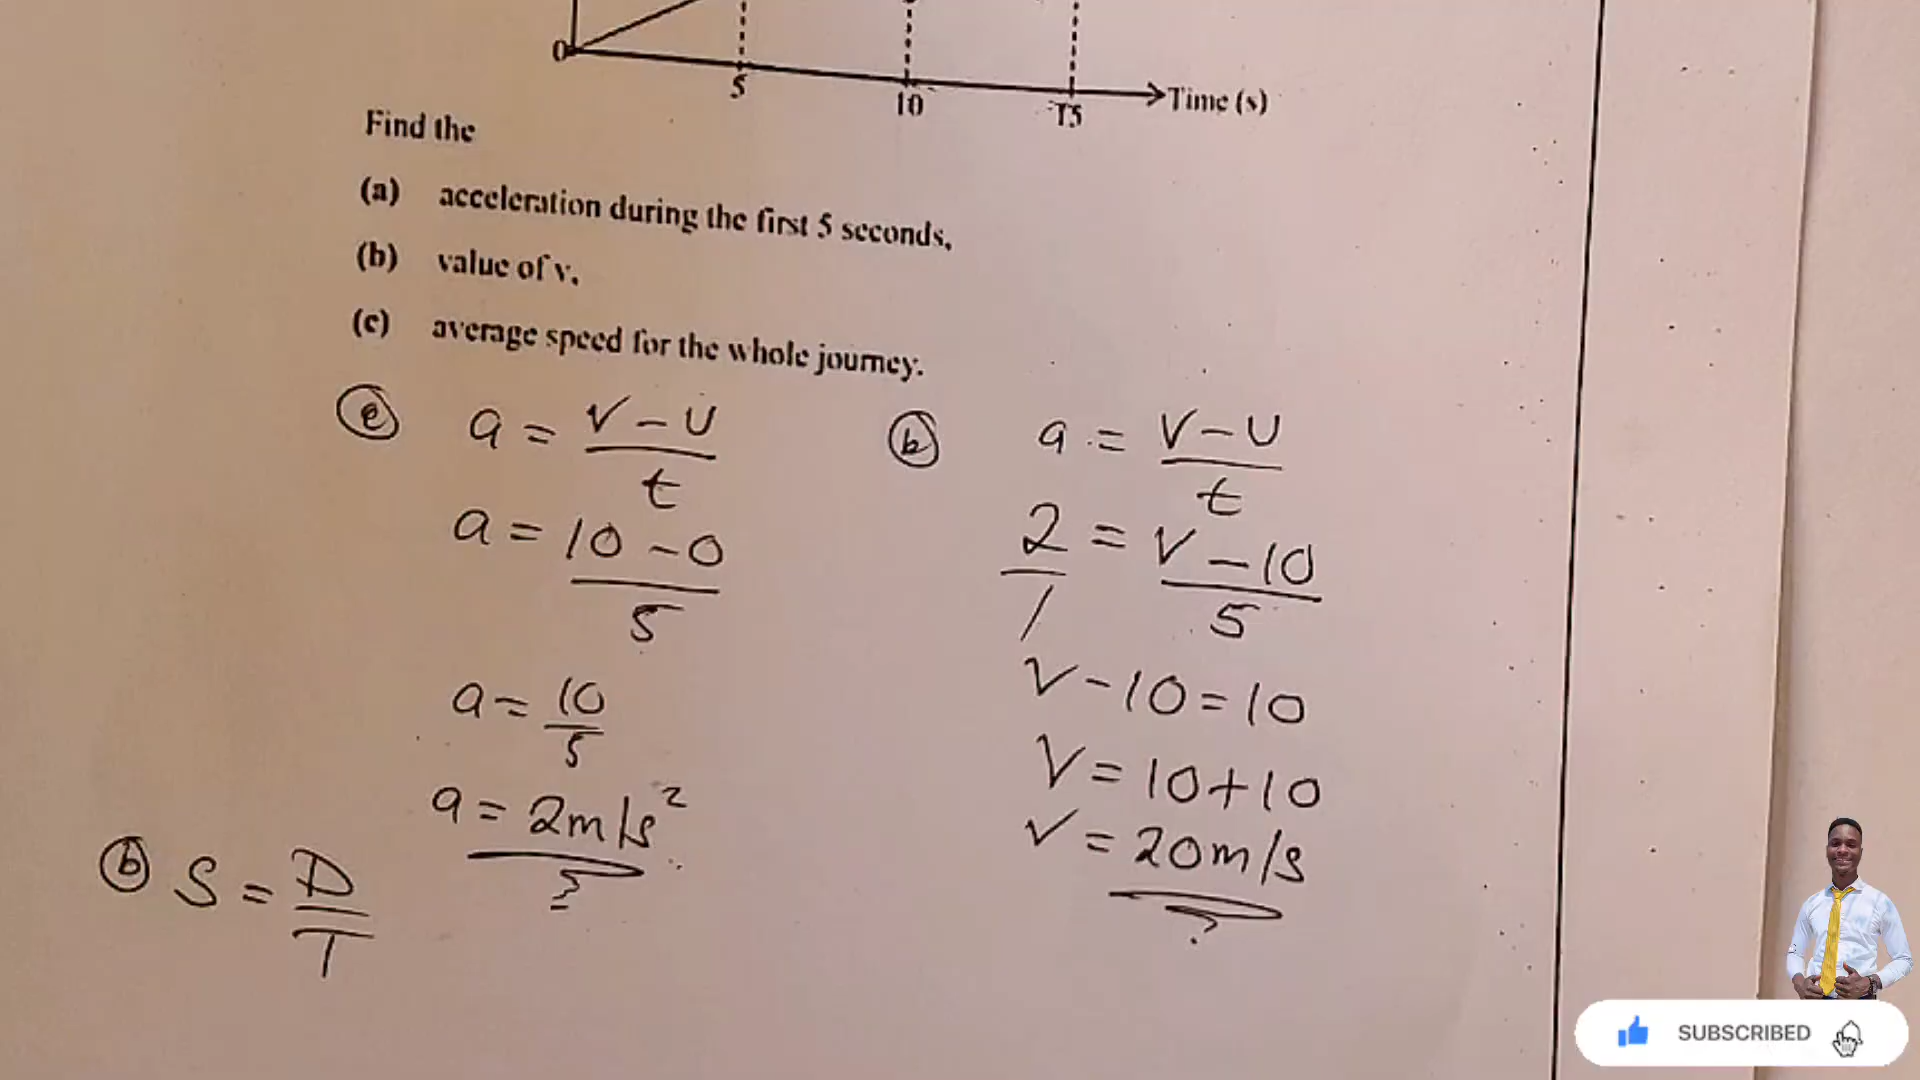 0
5
10
15
Time (s)
Find the
(a) acceleration during the first 5 seconds,
(b) value of v,
(c) average speed for the whole journey.
a = V - U / t
a = 10 - 0 / 5
a = 10 / 5
a = 2m/s²
(b) a = V - U / t
2 / 1 = V - 10 / 5
V - 10 = 10
V = 10 + 10
V = 20m/s
(b) S = D / T
SUBSCRIBED